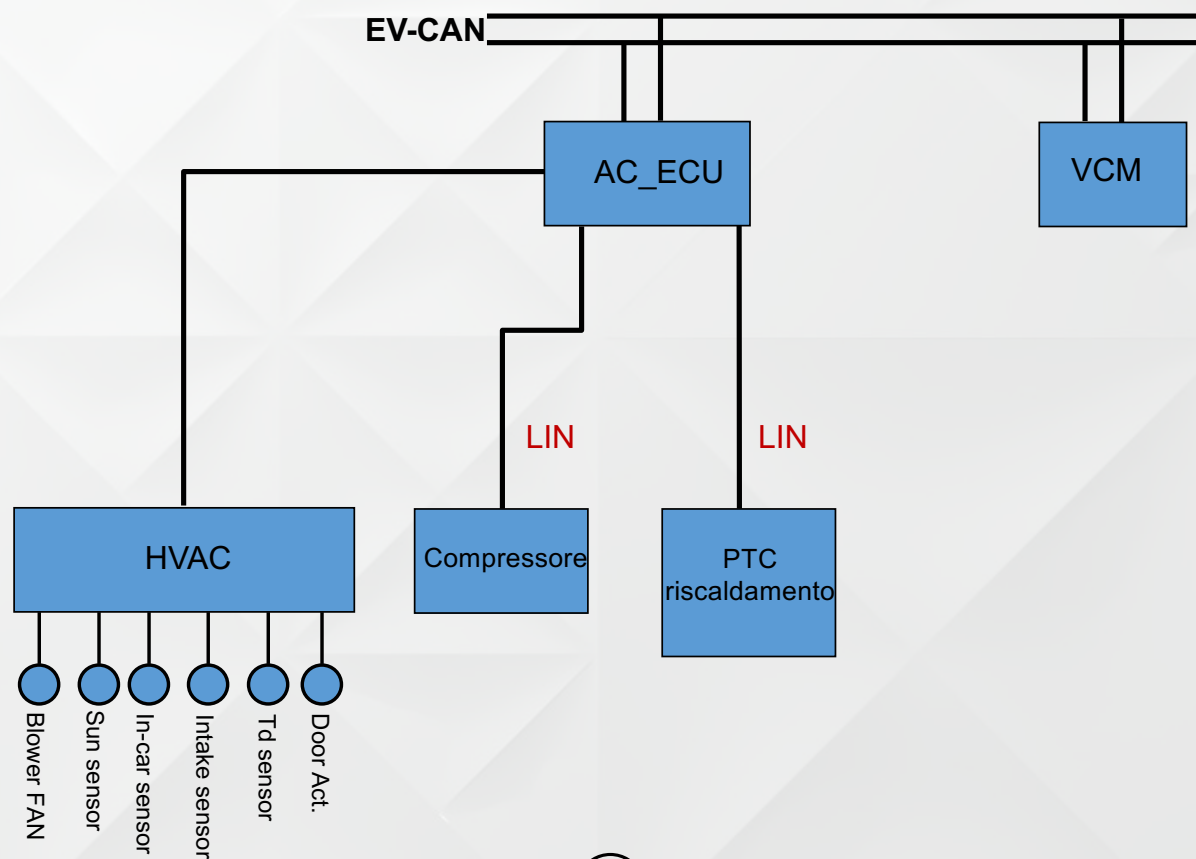 EV-CAN
AC_ECU
VCM
LIN
LIN
HVAC
Compressore
PTC
riscaldamento
Blower FAN
Sun sensor
In-car sensor
Intake sensor
Td sensor
Door Act.